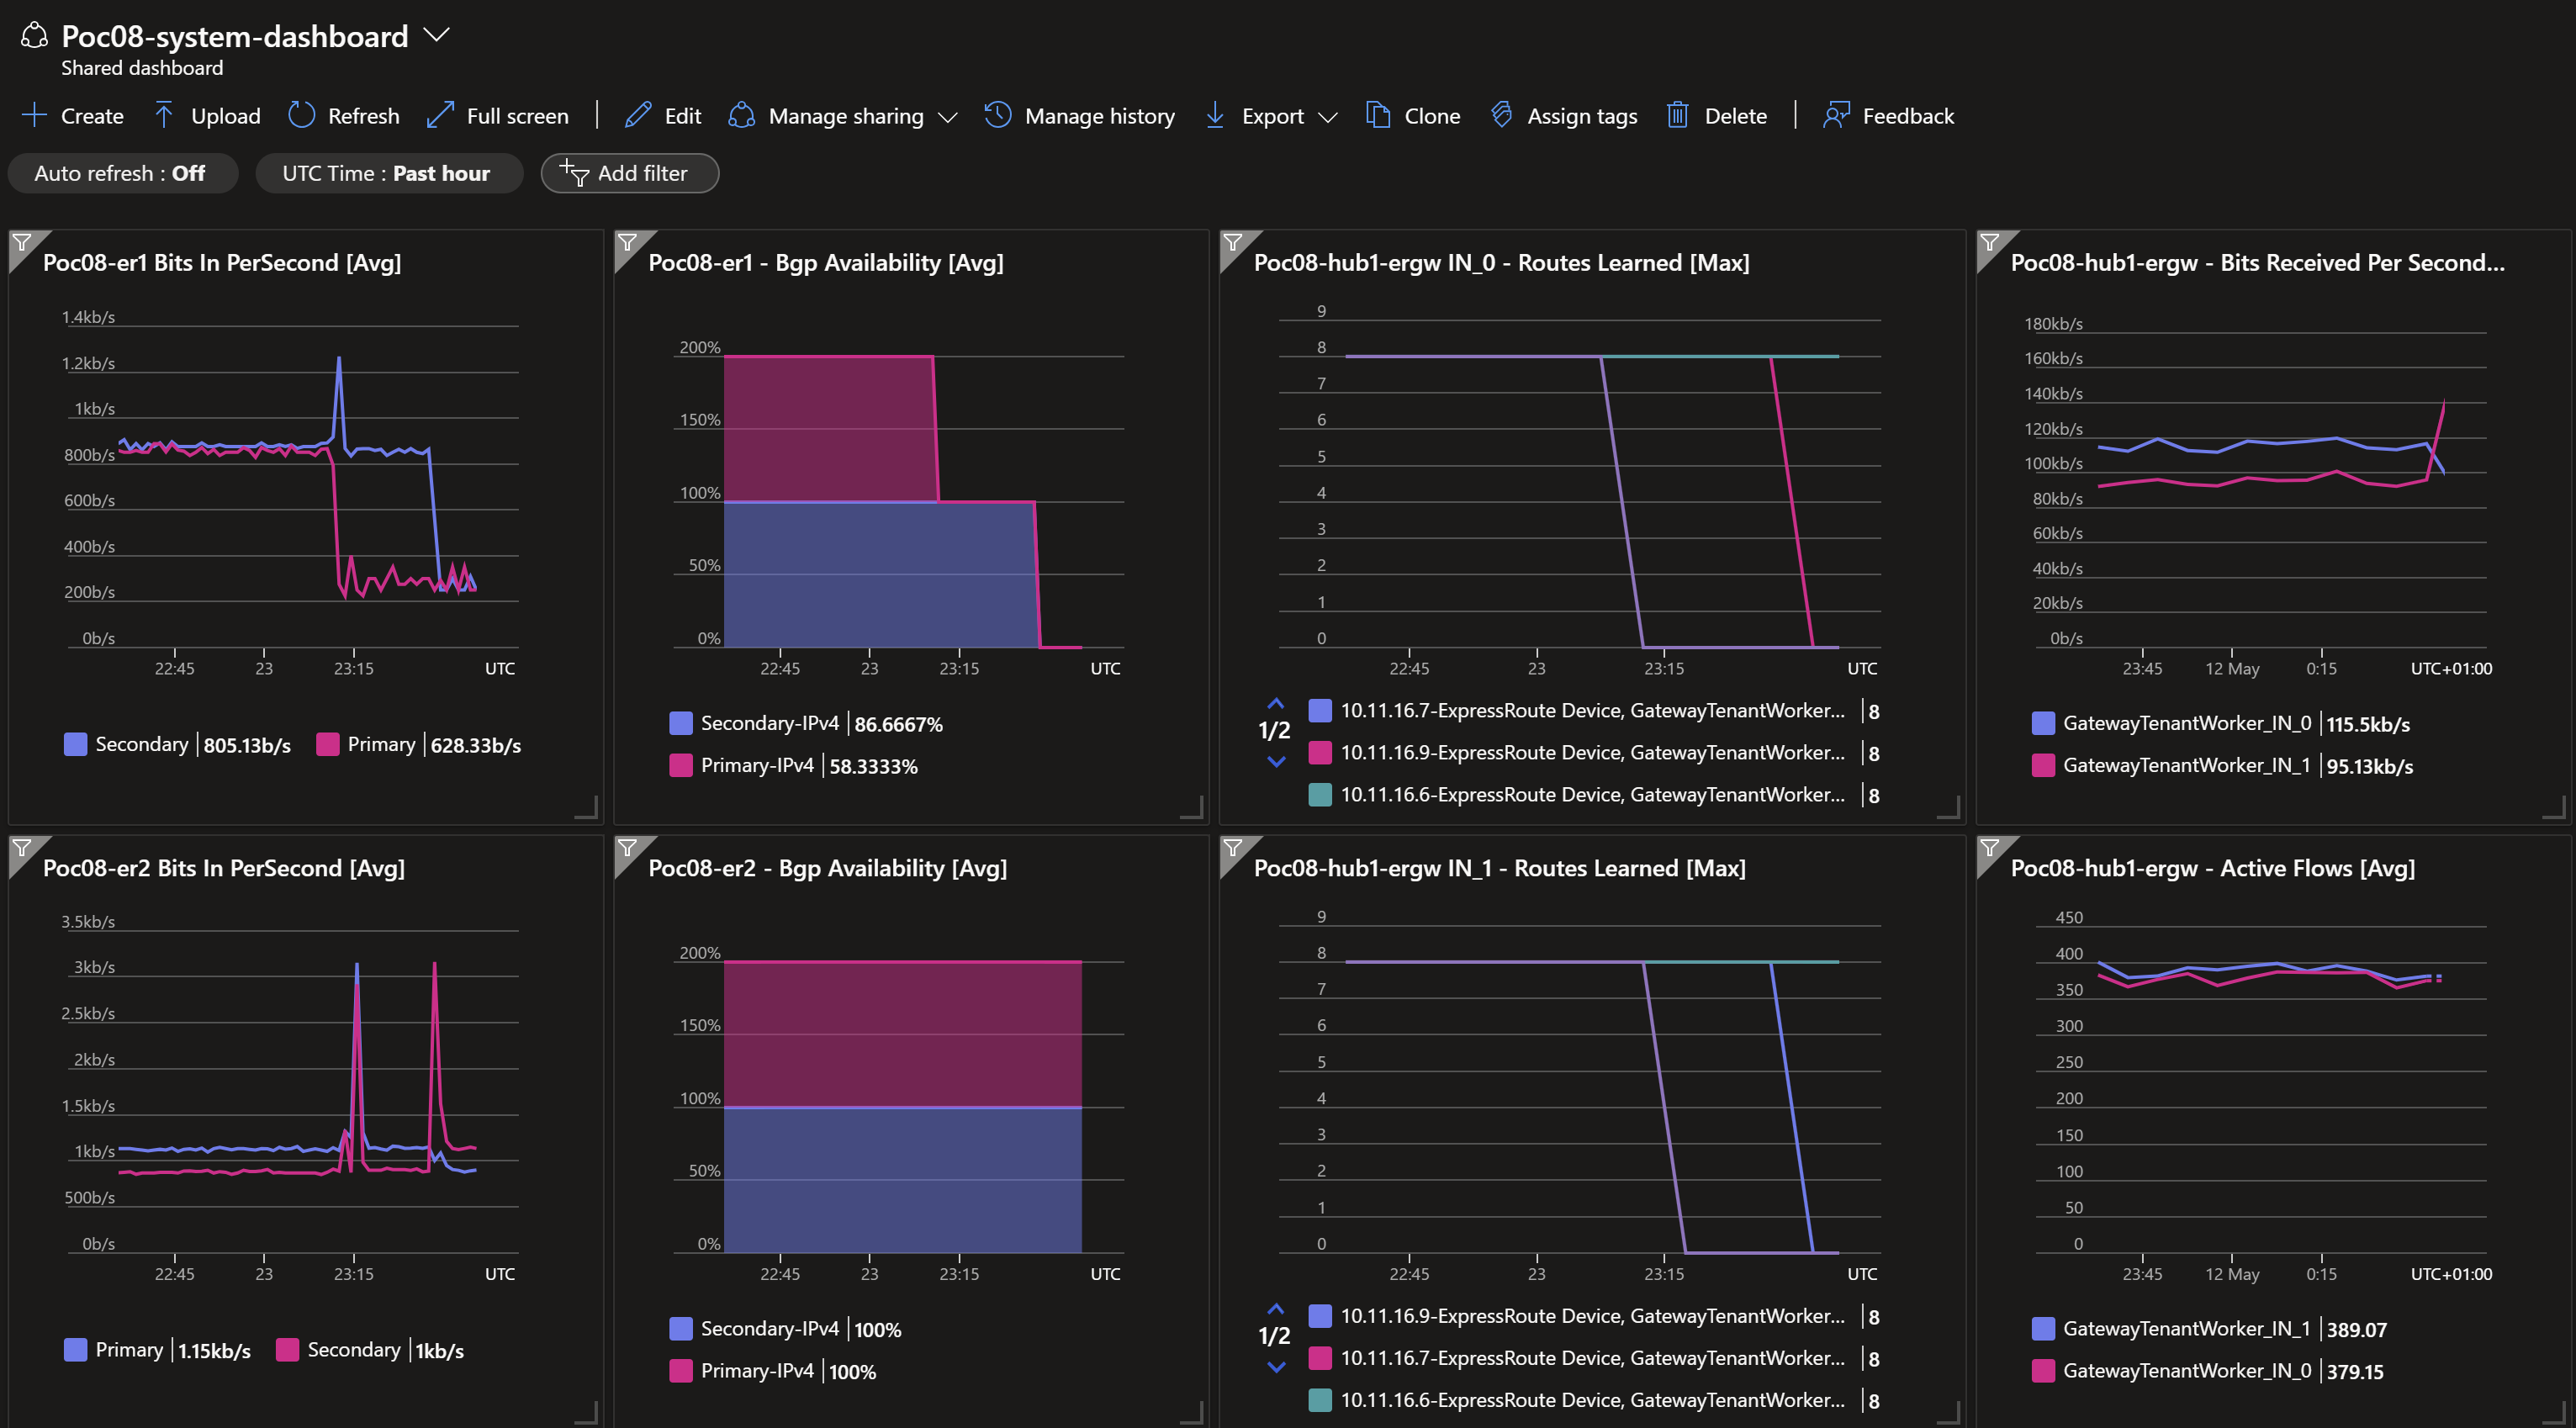 Poc08-system-dashboard
Shared dashboard
Create Upload Refresh Full screen Edit Manage sharing Manage history Export Clone Assign tags Delete Feedback
Auto refresh : Off UTC Time : Past hour Add filter
Poc08-er1 Bits In PerSecond [Avg]
1.4kb/s
1.2kb/s
1kb/s
800b/s
600b/s
400b/s
200b/s
0b/s
22:45 23 23:15 UTC
Secondary 805.13b/s Primary 628.33b/s
Poc08-er1 - Bgp Availability [Avg]
200%
150%
100%
50%
0%
22:45 23 23:15 UTC
Secondary-IPv4 86.6667%
Primary-IPv4 58.3333%
Poc08-hub1-ergw IN_0 - Routes Learned [Max]
9
8
7
6
5
4
3
2
1
0
22:45 23 23:15 UTC
1/2
10.11.16.7-ExpressRoute Device, GatewayTenantWorker... 8
10.11.16.9-ExpressRoute Device, GatewayTenantWorker... 8
10.11.16.6-ExpressRoute Device, GatewayTenantWorker... 8
Poc08-hub1-ergw - Bits Received Per Second...
180kb/s
160kb/s
140kb/s
120kb/s
100kb/s
80kb/s
60kb/s
40kb/s
20kb/s
0b/s
23:45 12 May 0:15 UTC+01:00
GatewayTenantWorker_IN_0 115.5kb/s
GatewayTenantWorker_IN_1 95.13kb/s
Poc08-er2 Bits In PerSecond [Avg]
3.5kb/s
3kb/s
2.5kb/s
2kb/s
1.5kb/s
1kb/s
500b/s
0b/s
22:45 23 23:15 UTC
Primary 1.15kb/s Secondary 1kb/s
Poc08-er2 - Bgp Availability [Avg]
200%
150%
100%
50%
0%
22:45 23 23:15 UTC
Secondary-IPv4 100%
Primary-IPv4 100%
Poc08-hub1-ergw IN_1 - Routes Learned [Max]
9
8
7
6
5
4
3
2
1
0
22:45 23 23:15 UTC
1/2
10.11.16.9-ExpressRoute Device, GatewayTenantWorker... 8
10.11.16.7-ExpressRoute Device, GatewayTenantWorker... 8
10.11.16.6-ExpressRoute Device, GatewayTenantWorker... 8
Poc08-hub1-ergw - Active Flows [Avg]
450
400
350
300
250
200
150
100
50
0
23:45 12 May 0:15 UTC+01:00
GatewayTenantWorker_IN_1 389.07
GatewayTenantWorker_IN_0 379.15